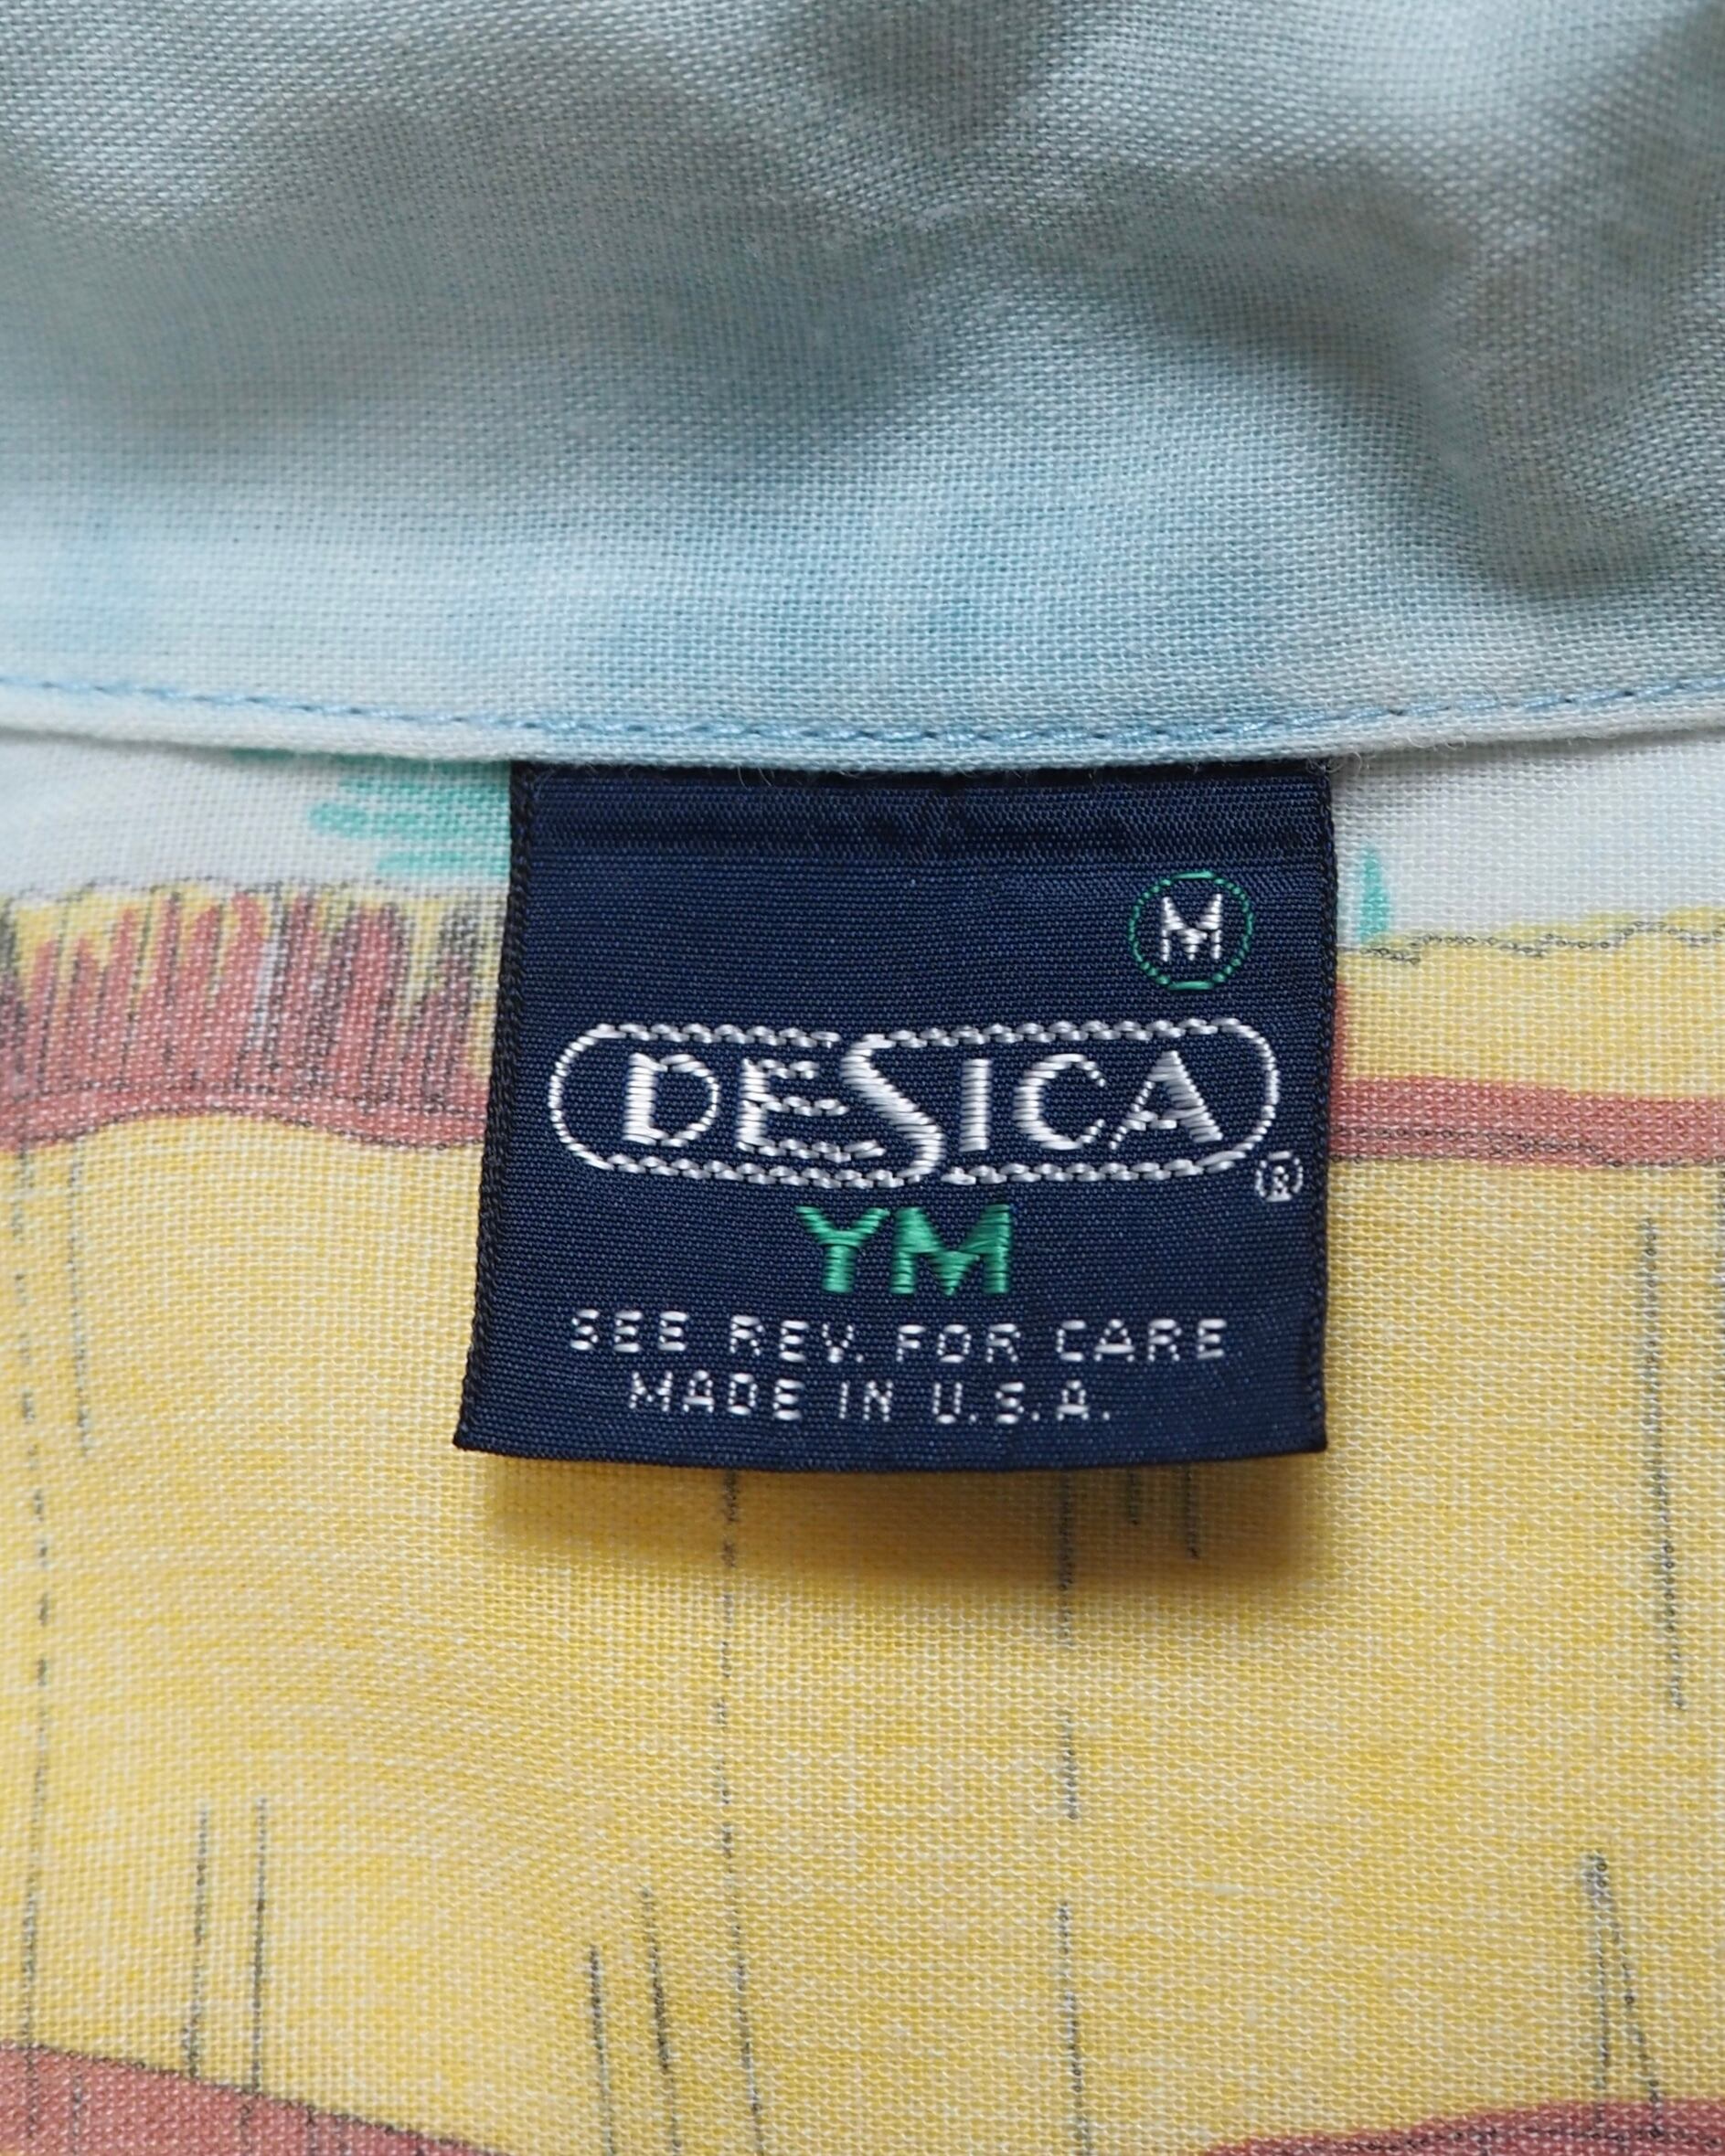 M
DESICA
®
YM
SEE REV. FOR CARE
MADE IN U.S.A.